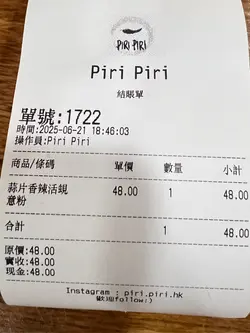 PIRI PIRI
Piri Piri
結賬單
單號:1722
時間:2025-06-21 18:46:03
操作員:Piri Piri
商品/條碼 單價 數量 小計
蒜片香辣活蜆意粉 48.00 1 48.00
合計 1 48.00
原價:48.00
實收:48.00
現金:48.00
Instagram : piri.piri.hk
歡迎follow:)